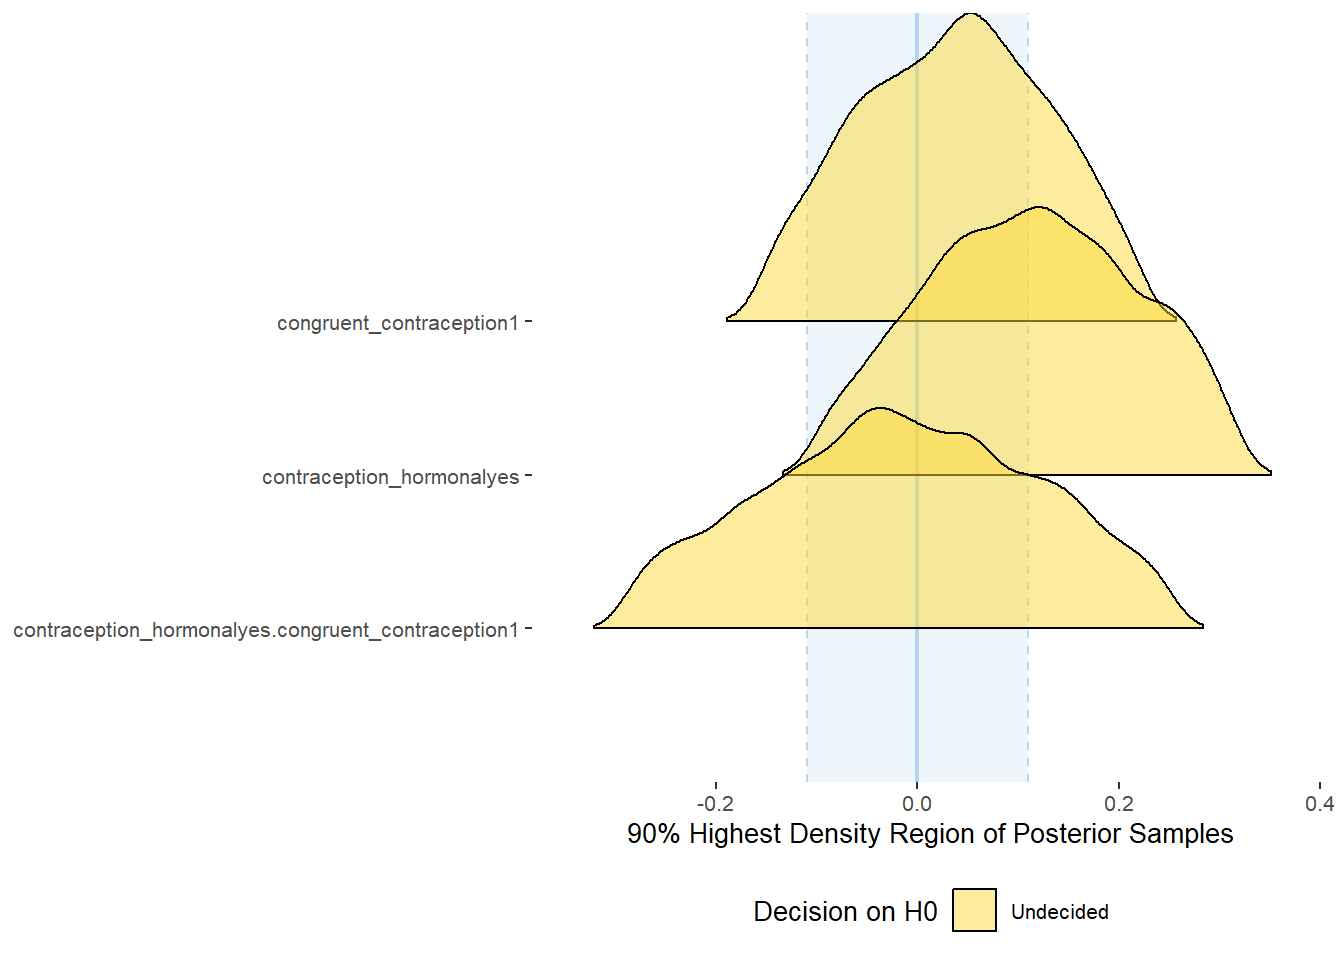 congruent_contraception1
contraception_hormonalyes
contraception_hormonalyes.congruent_contraception1
-0.2 0.0 0.2 0.4
90% Highest Density Region of Posterior Samples
Decision on H0 Undecided